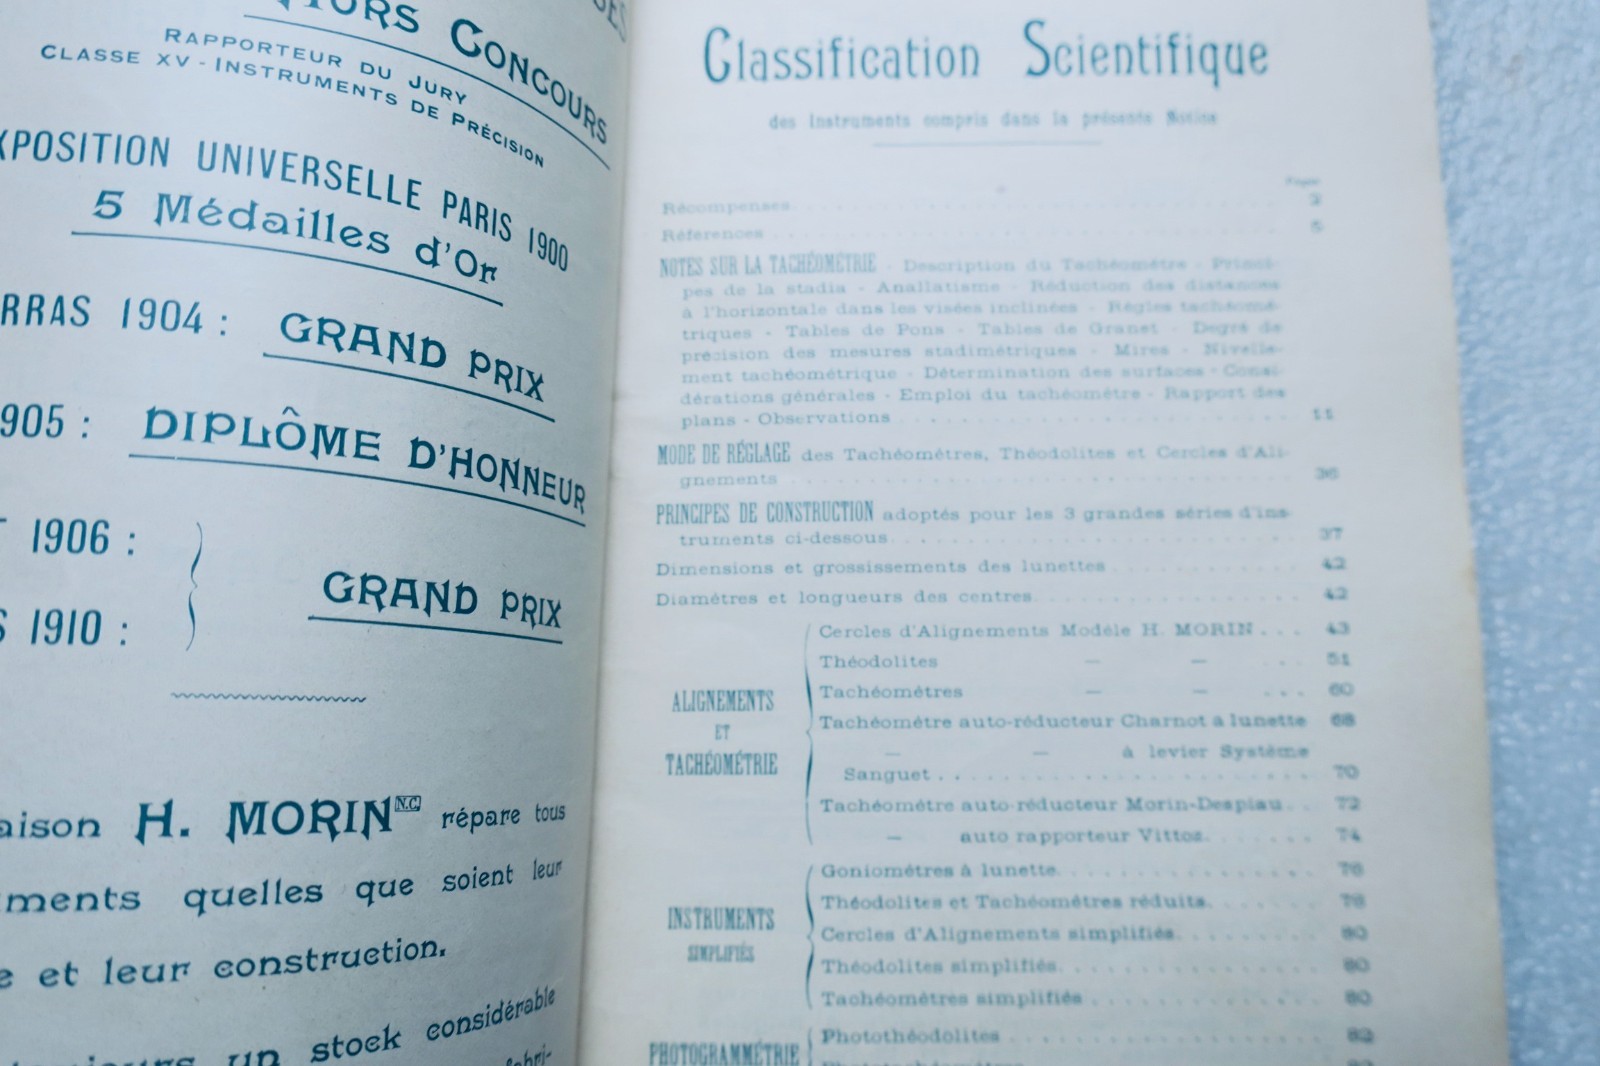 CONCOURS
RAPPORTEUR DU JURY
CLASSE XV - INSTRUMENTS DE PRÉCISION
XPOSITION UNIVERSELLE PARIS 1900
5 Médailles d'Or
RRAS 1904 : GRAND PRIX
905 : DIPLÔME D'HONNEUR
1906 :
GRAND PRIX
S 1910 :
aison H. MORIN N.C. répare tous
ments quelles que soient leur
e et leur construction.
un stock considérable
Classification Scientifique
des Instruments compris dans la présente Notice
Pages
Récompenses 3
Réferences 5
NOTES SUR LA TACHÉOMÉTRIE - Description du Tachéomètre - Princi-
pes de la stadia - Anallatisme - Réduction des distances
à l'horizontale dans les visées inclinées - Règles tachéomé-
triques - Tables de Pons - Tables de Granet - Degré de
précision des mesures stadimétriques - Mires - Nivelle-
ment tachéométrique - Détermination des surfaces - Consi-
dérations générales - Emploi du tachéomètre - Rapport des
plans - Observations 11
MODE DE RÉGLAGE des Tachéomètres, Théodolites et Cercles d'Ali-
gnements 36
PRINCIPES DE CONSTRUCTION adoptés pour les 3 grandes séries d'ins-
truments ci-dessous 37
Dimensions et grossissements des lunettes 42
Diamètres et longueurs des centres 42
ALIGNEMENTS
ET
TACHÉOMÉTRIE
Cercles d'Alignements Modèle H. MORIN... 43
Théodolites — — ... 51
Tachéomètres — — ... 60
Tachéomètre auto-réducteur Charnot à lunette 68
— — à levier Système
Sanguet 70
Tachéomètre auto-réducteur Morin-Despiau 72
— auto rapporteur Vittoz 74
INSTRUMENTS
SIMPLIFIÉS
Goniomètres à lunette 76
Théodolites et Tachéomètres réduits 78
Cercles d'Alignements simplifiés 80
Théodolites simplifiés 80
Tachéomètres simplifiés 80
PHOTOGRAMMÉTRIE
Photothéodolites 82